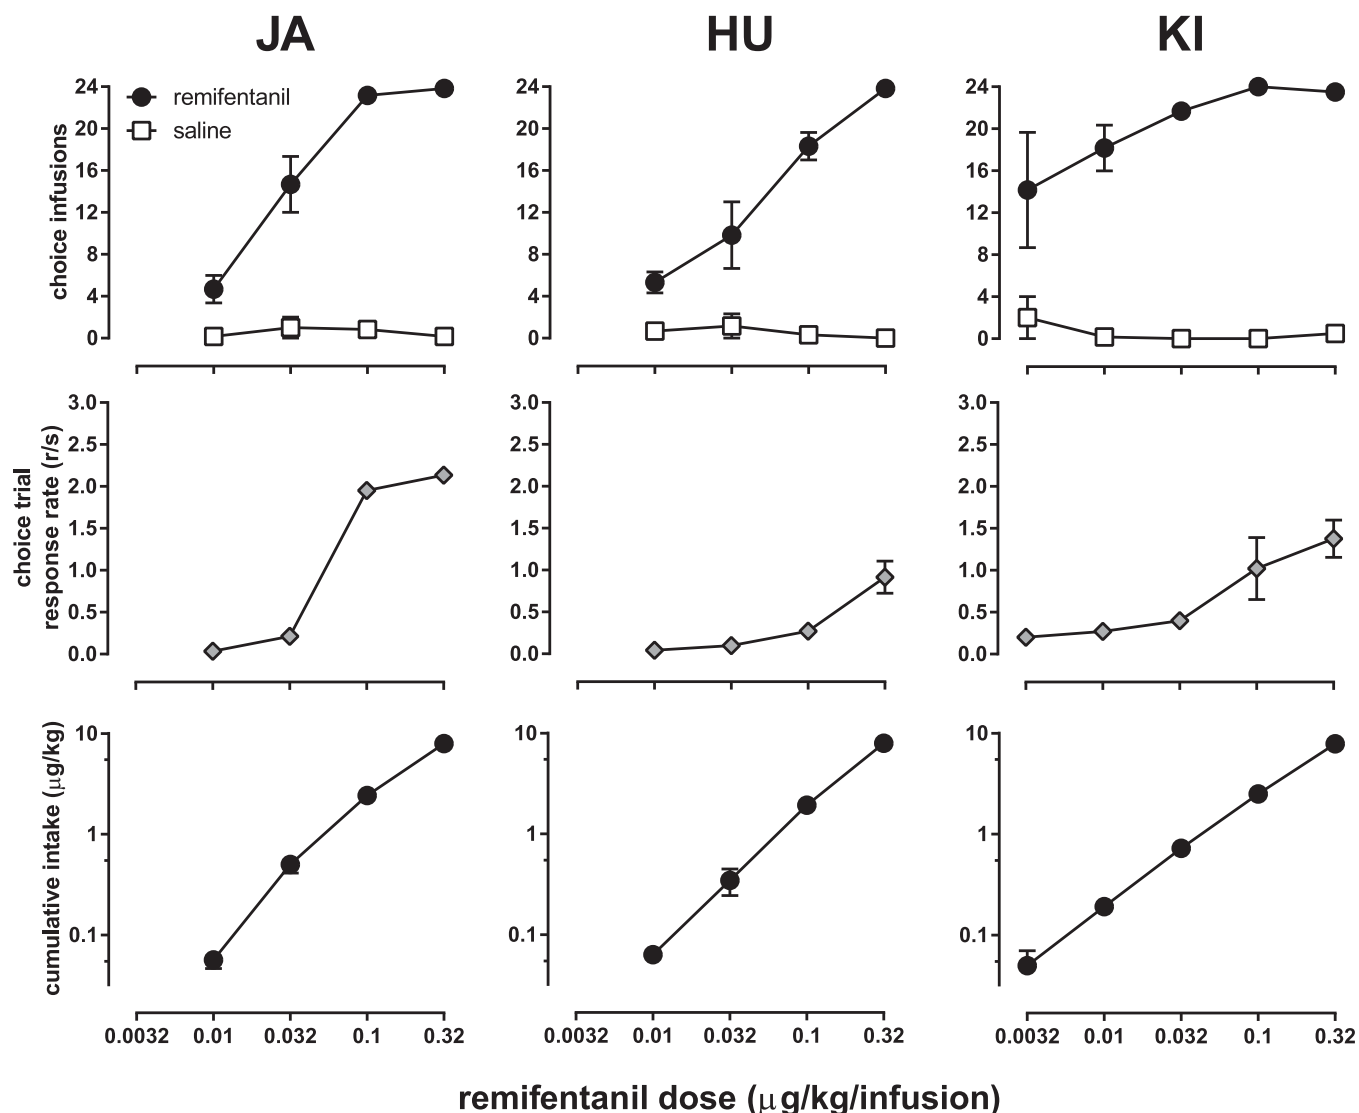 JA HU KI
choice infusions
24 20 16 12 8 4 0
remifentanil
saline
24 20 16 12 8 4 0
24 20 16 12 8 4 0
choice trial
response rate (r/s)
3.0 2.5 2.0 1.5 1.0 0.5 0.0
3.0 2.5 2.0 1.5 1.0 0.5 0.0
3.0 2.5 2.0 1.5 1.0 0.5 0.0
cumulative intake (μg/kg)
10 1 0.1
10 1 0.1
10 1 0.1
0.0032 0.01 0.032 0.1 0.32
0.0032 0.01 0.032 0.1 0.32
0.0032 0.01 0.032 0.1 0.32
remifentanil dose (μg/kg/infusion)